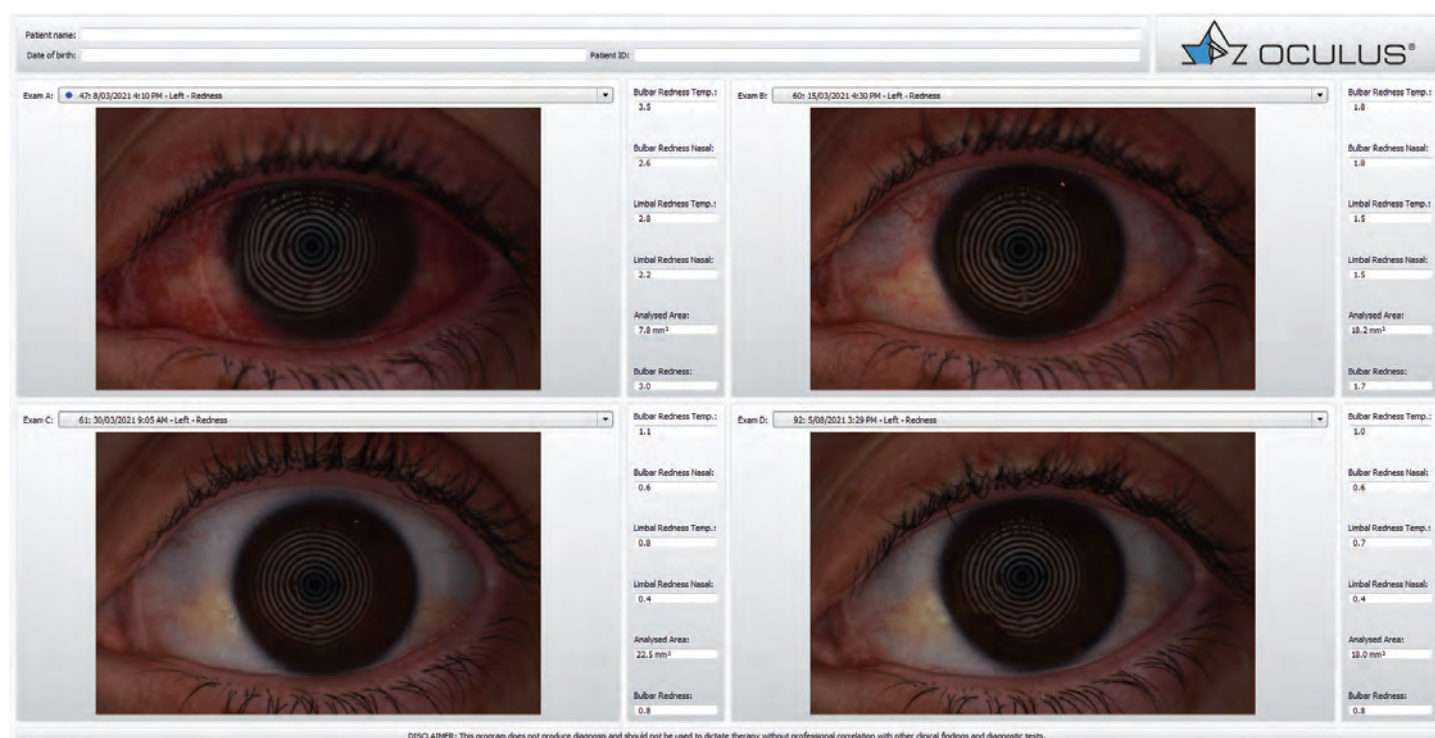 Patient name:
OCULUS®
Date of birth:
Patient ID:
Exam A:
47: 8/03/2021 4:10 PM - Left - Redness
Bulbar Redness Temp.:
3.5
Bulbar Redness Nasal:
2.6
Limbal Redness Temp.:
2.8
Limbal Redness Nasal:
2.2
Analysed Area:
7.8 mm²
Bulbar Redness:
3.0
Exam B:
60: 15/03/2021 4:30 PM - Left - Redness
Bulbar Redness Temp.:
1.8
Bulbar Redness Nasal:
1.8
Limbal Redness Temp.:
1.5
Limbal Redness Nasal:
1.5
Analysed Area:
18.2 mm²
Bulbar Redness:
1.7
Exam C:
61: 30/03/2021 9:05 AM - Left - Redness
Bulbar Redness Temp.:
1.1
Bulbar Redness Nasal:
0.6
Limbal Redness Temp.:
0.8
Limbal Redness Nasal:
0.4
Analysed Area:
22.5 mm²
Bulbar Redness:
0.8
Exam D:
92: 5/08/2021 3:29 PM - Left - Redness
Bulbar Redness Temp.:
1.0
Bulbar Redness Nasal:
0.6
Limbal Redness Temp.:
0.7
Limbal Redness Nasal:
0.4
Analysed Area:
18.0 mm²
Bulbar Redness:
0.8
DISCLAIMER: This program does not produce diagnosis and should not be used to dictate therapy without professional correlation with other clinical findings and diagnostic tests.